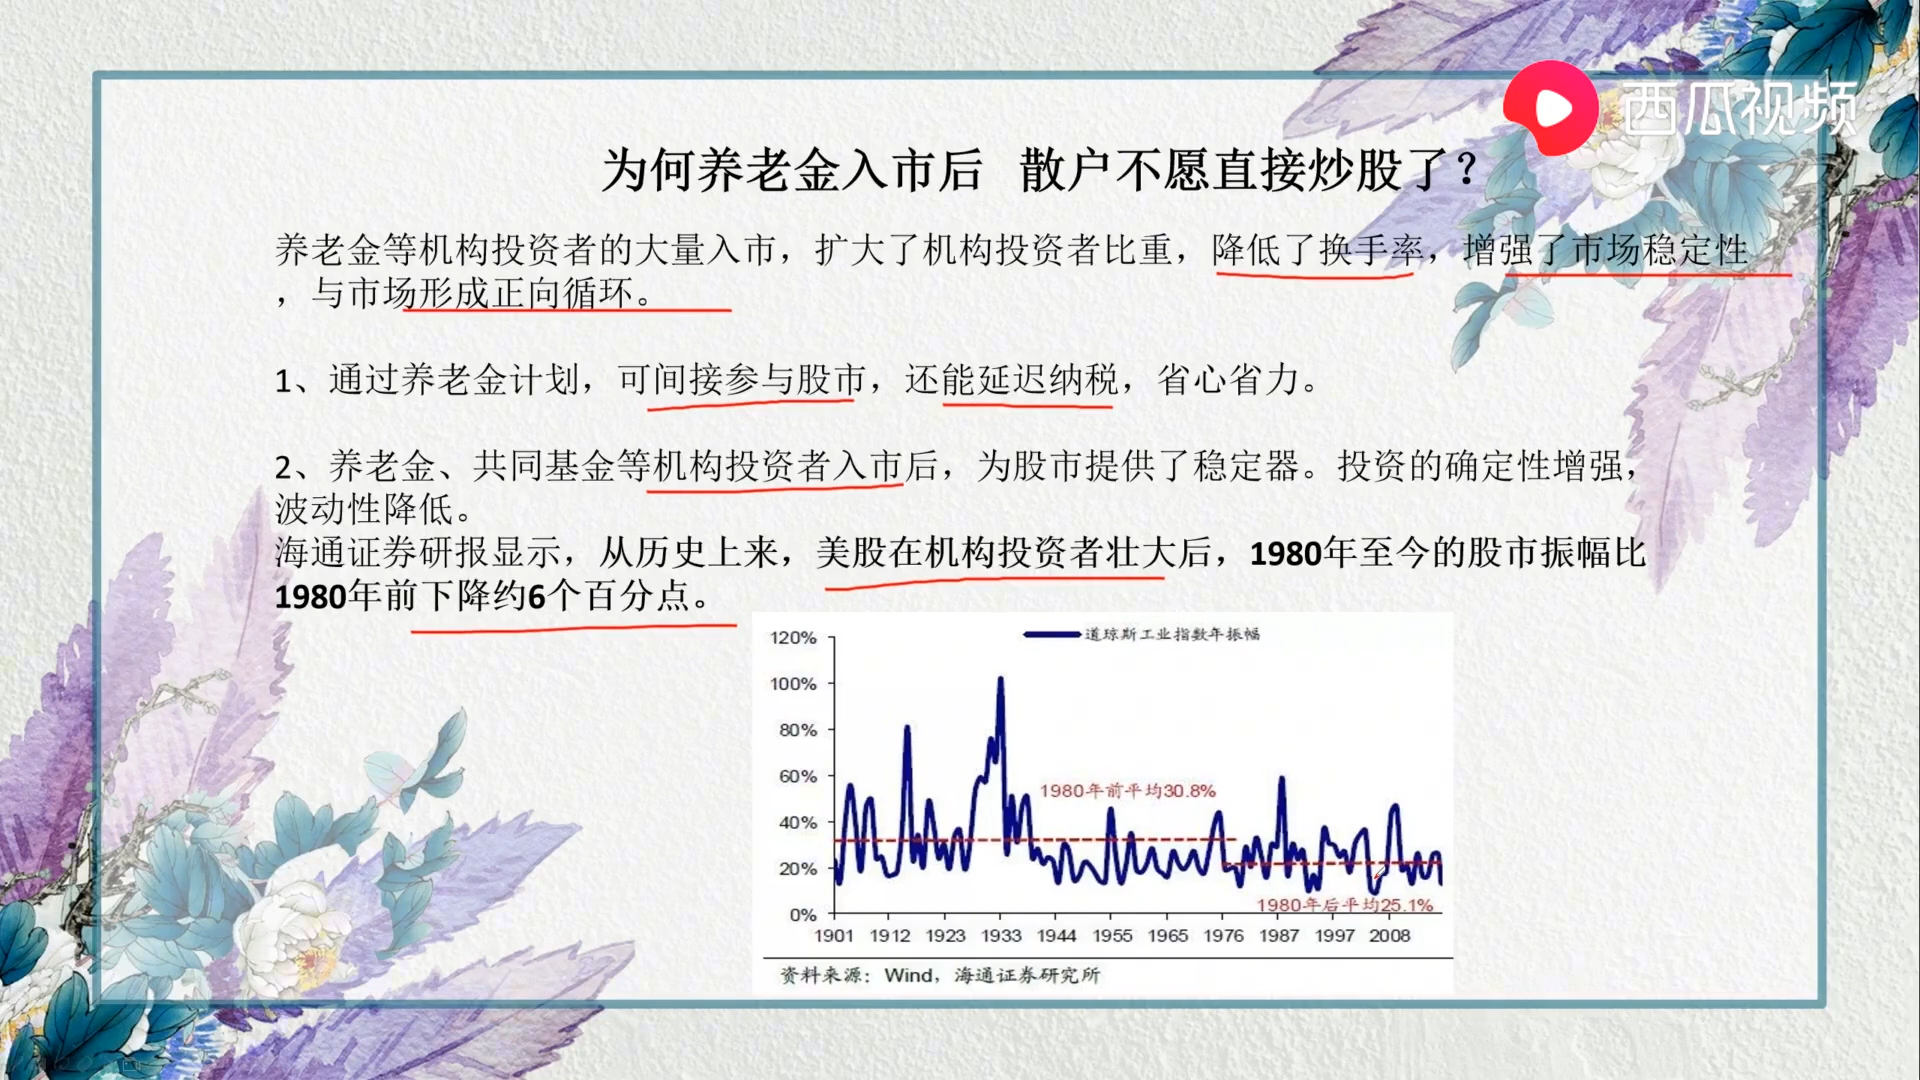 西瓜视频
为何养老金入市后 散户不愿直接炒股了？
养老金等机构投资者的大量入市，扩大了机构投资者比重，降低了换手率，增强了市场稳定性
，与市场形成正向循环。
1、通过养老金计划，可间接参与股市，还能延迟纳税，省心省力。
2、养老金、共同基金等机构投资者入市后，为股市提供了稳定器。投资的确定性增强，
波动性降低。
海通证券研报显示，从历史上来，美股在机构投资者壮大后，1980年至今的股市振幅比
1980年前下降约6个百分点。
道琼斯工业指数年振幅
120%
100%
80%
60%
40%
20%
0%
1980年前平均30.8%
1980年后平均25.1%
1901 1912 1923 1933 1944 1955 1965 1976 1987 1997 2008
资料来源：Wind，海通证券研究所